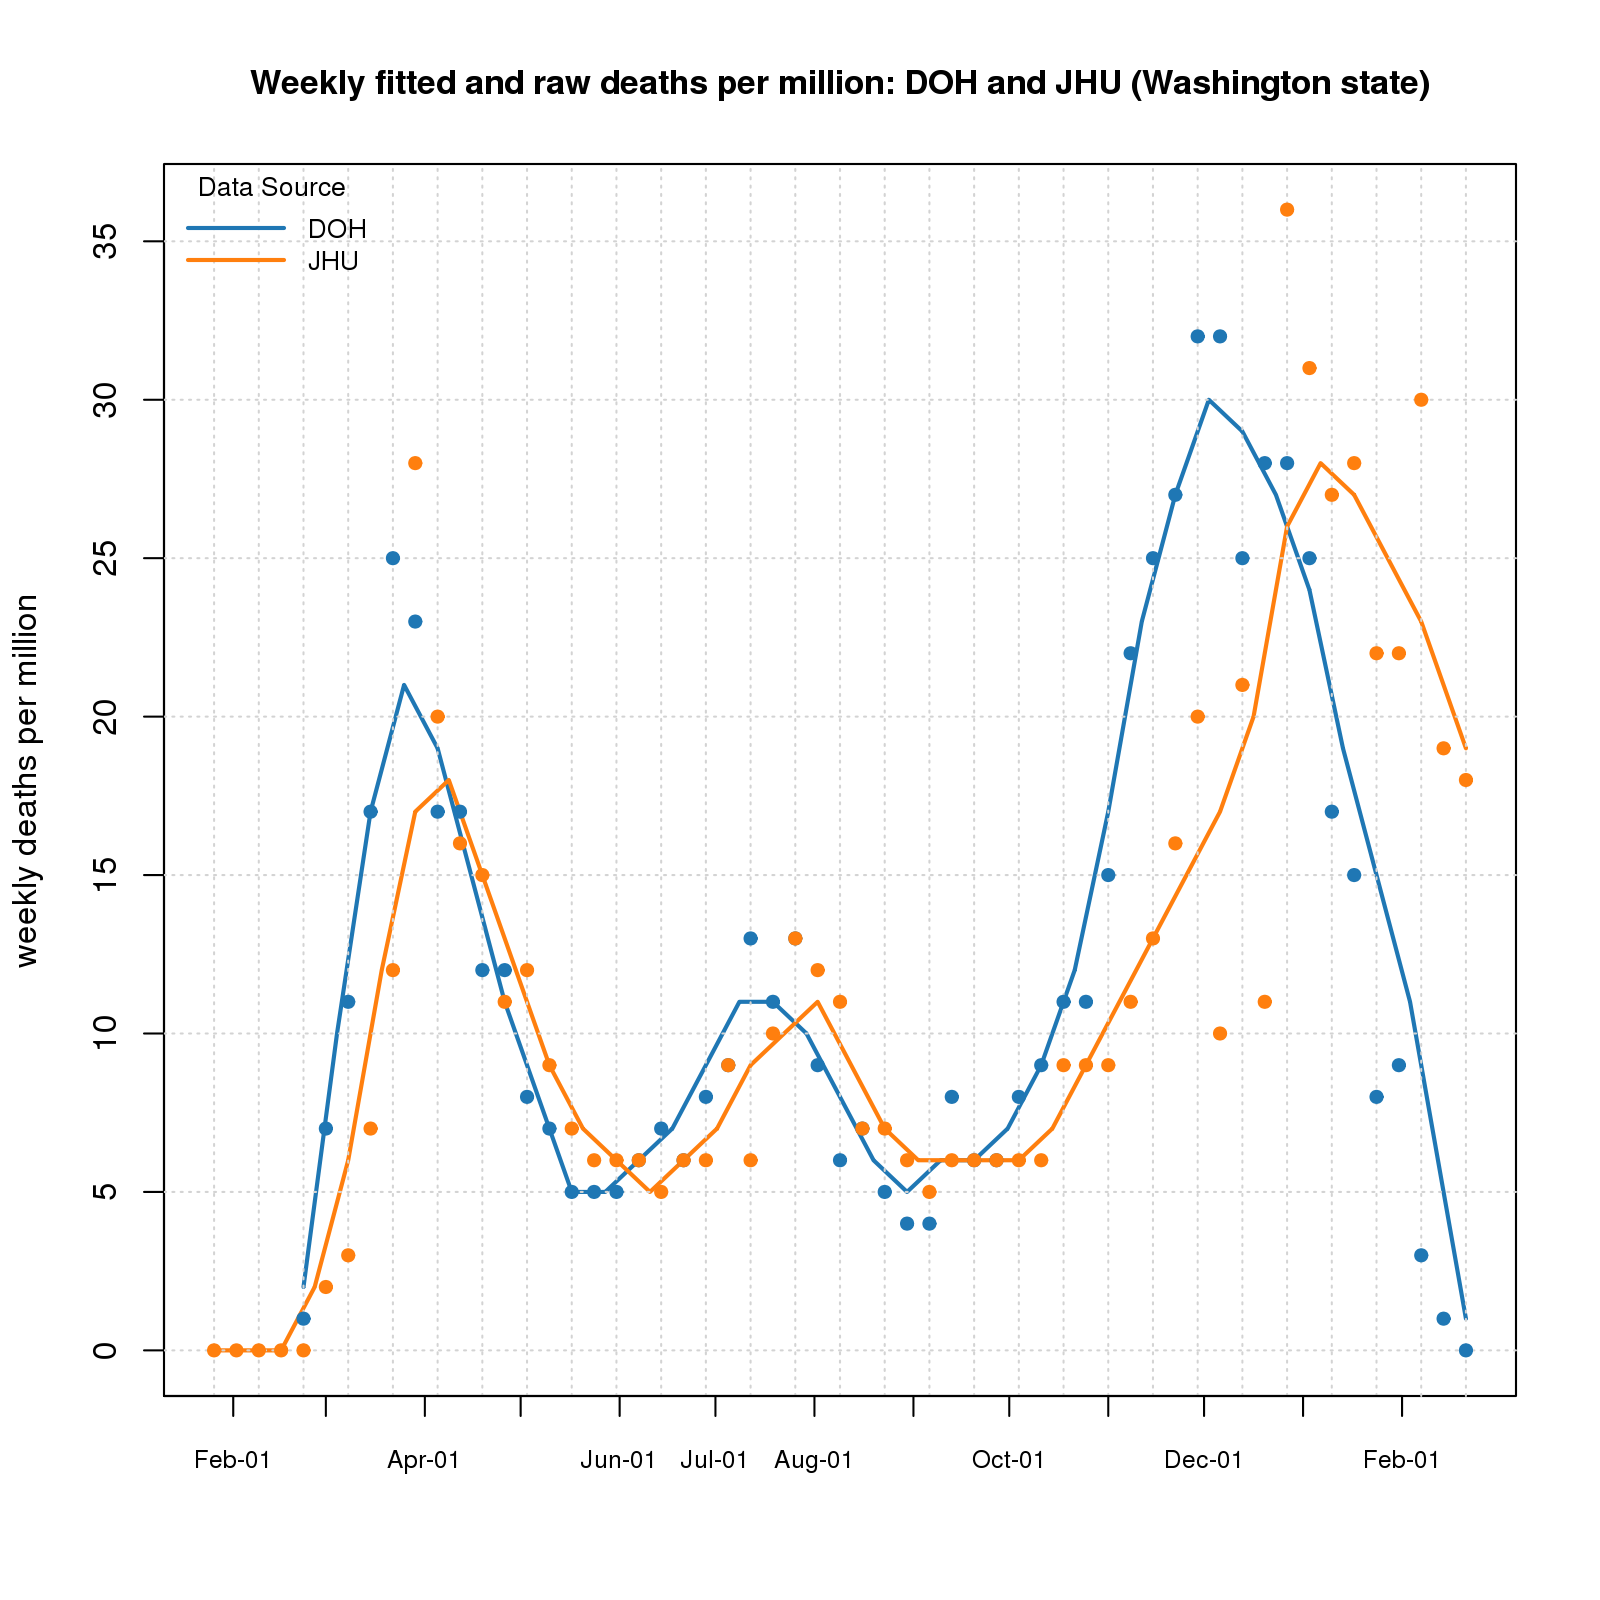 Weekly fitted and raw deaths per million: DOH and JHU (Washington state)
Data Source
DOH
JHU
35
30
25
20
15
10
5
0
weekly deaths per million
Feb-01 Apr-01 Jun-01 Jul-01 Aug-01 Oct-01 Dec-01 Feb-01